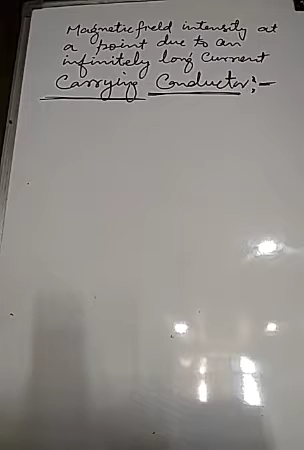 Magnetic field intensity at
a point due to an
infinitely long Current
Carrying Conductor:-